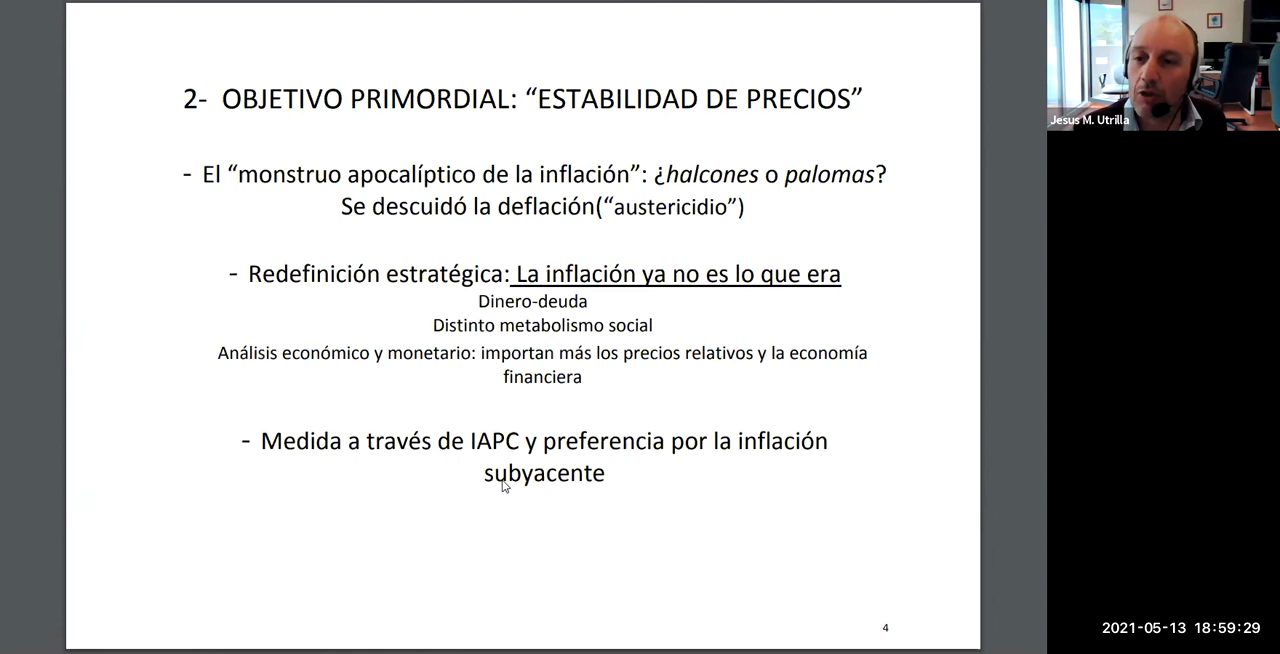 2- OBJETIVO PRIMORDIAL: “ESTABILIDAD DE PRECIOS”
- El “monstruo apocalíptico de la inflación”: ¿halcones o palomas?
Se descuidó la deflación(“austericidio”)
- Redefinición estratégica: La inflación ya no es lo que era
Dinero-deuda
Distinto metabolismo social
Análisis económico y monetario: importan más los precios relativos y la economía
financiera
- Medida a través de IAPC y preferencia por la inflación
subyacente
4
Jesus M. Utrilla
2021-05-13 18:59:29